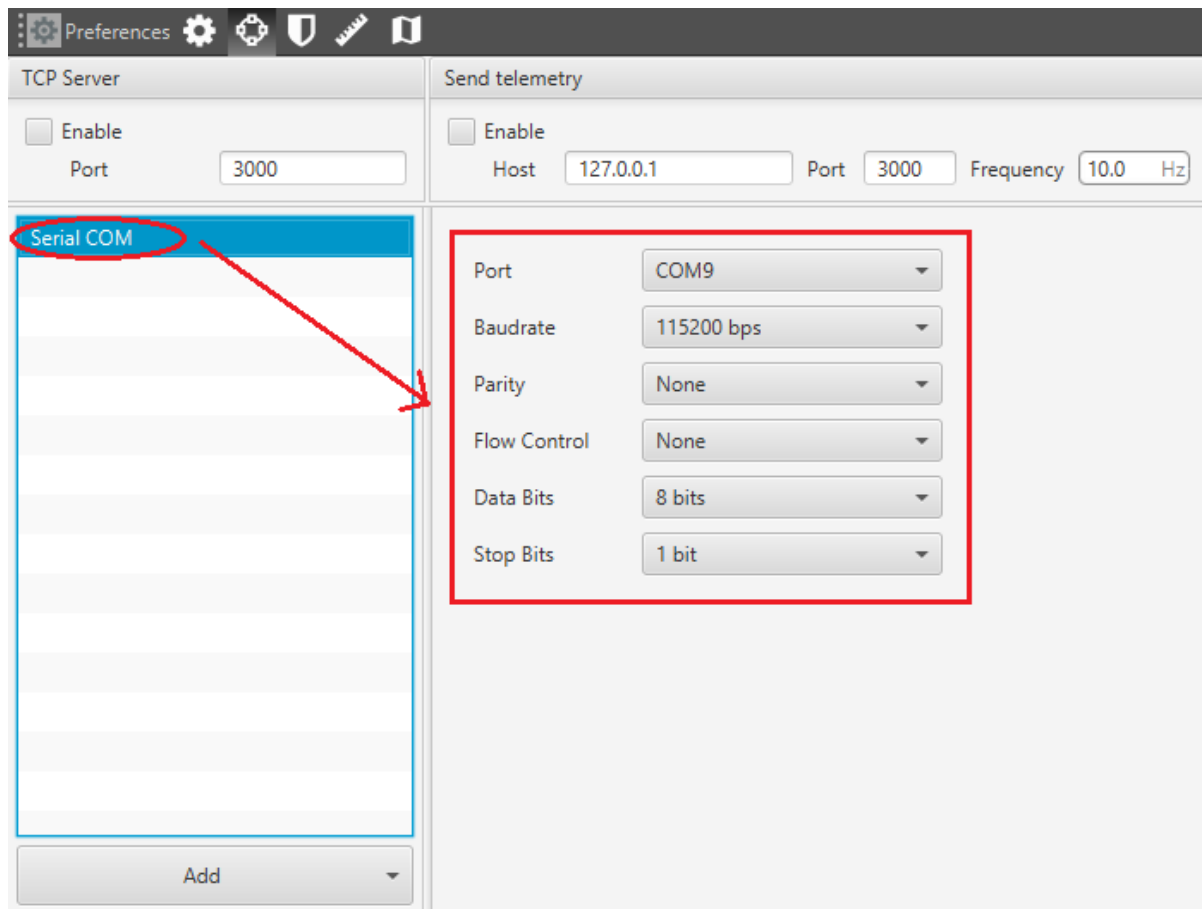 Preferences
TCP Server
Enable
Port 3000
Send telemetry
Enable
Host 127.0.0.1 Port 3000 Frequency 10.0 Hz
Serial COM
Port COM9
Baudrate 115200 bps
Parity None
Flow Control None
Data Bits 8 bits
Stop Bits 1 bit
Add